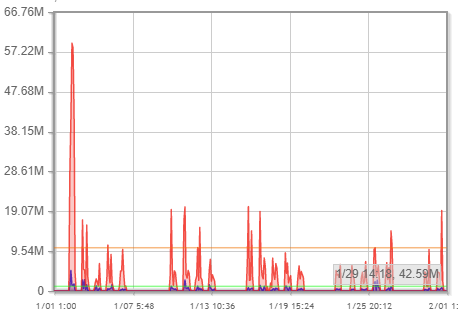 66.76M
57.22M
47.68M
38.15M
28.61M
19.07M
9.54M
1/29 14:18, 42.59M
0
1/01 1:00 1/07 5:48 1/13 10:36 1/19 15:24 1/25 20:12 2/01 1: